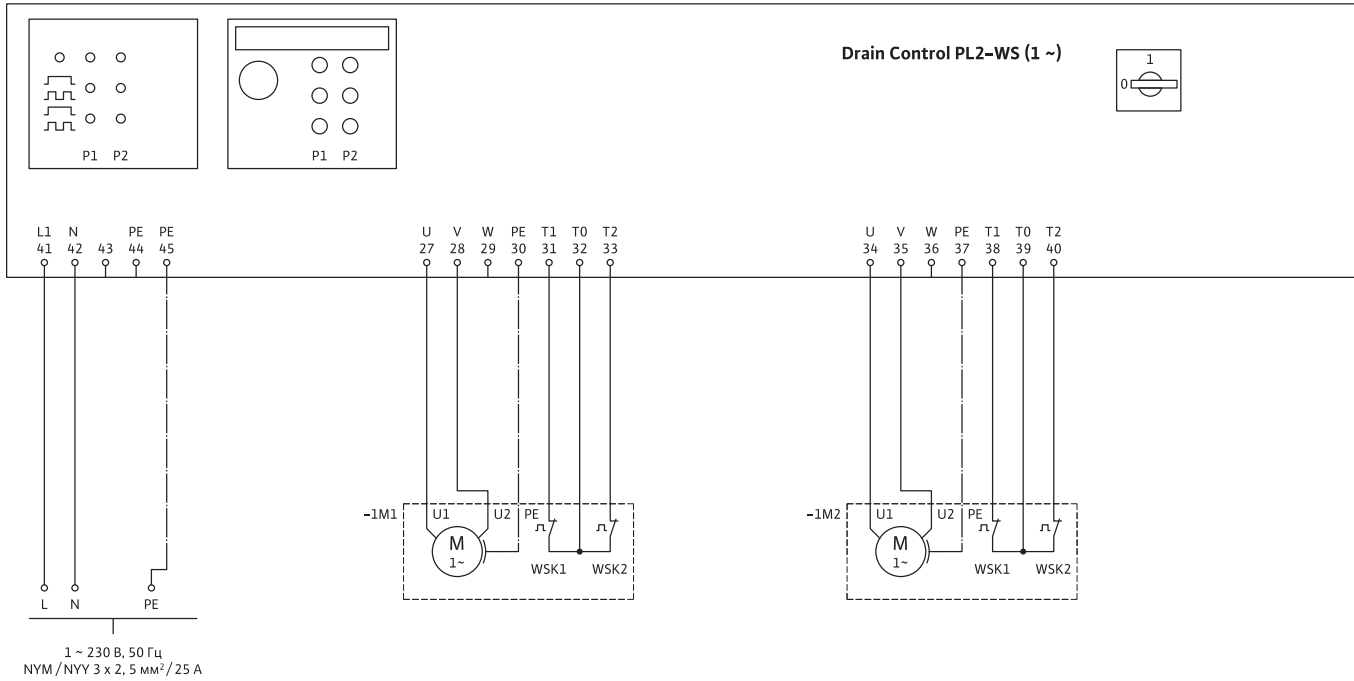 Drain Control PL2-WS (1 ~)
1
0
P1 P2
P1 P2
L1 N PE PE
41 42 43 44 45
U V W PE T1 T0 T2
27 28 29 30 31 32 33
U V W PE T1 T0 T2
34 35 36 37 38 39 40
-1M1 U1 U2 PE
M
1~
WSK1 WSK2
-1M2 U1 U2 PE
M
1~
WSK1 WSK2
L N PE
1 ~ 230 В, 50 Гц
NYM / NYY 3 x 2, 5 мм² / 25 A